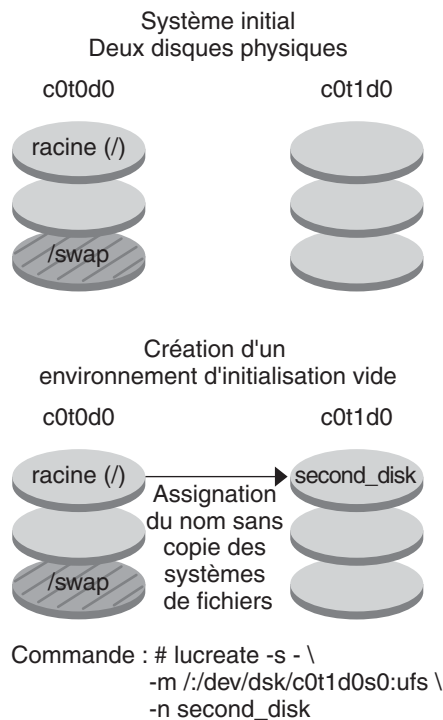 Système initial
Deux disques physiques
c0t0d0
c0t1d0
racine (/)
/swap
Création d'un
environnement d'initialisation vide
c0t0d0
c0t1d0
racine (/)
second_disk
Assignation
du nom sans
copie des
systèmes
de fichiers
/swap
Commande : # lucreate -s - \
-m /:/dev/dsk/c0t1d0s0:ufs \
-n second_disk